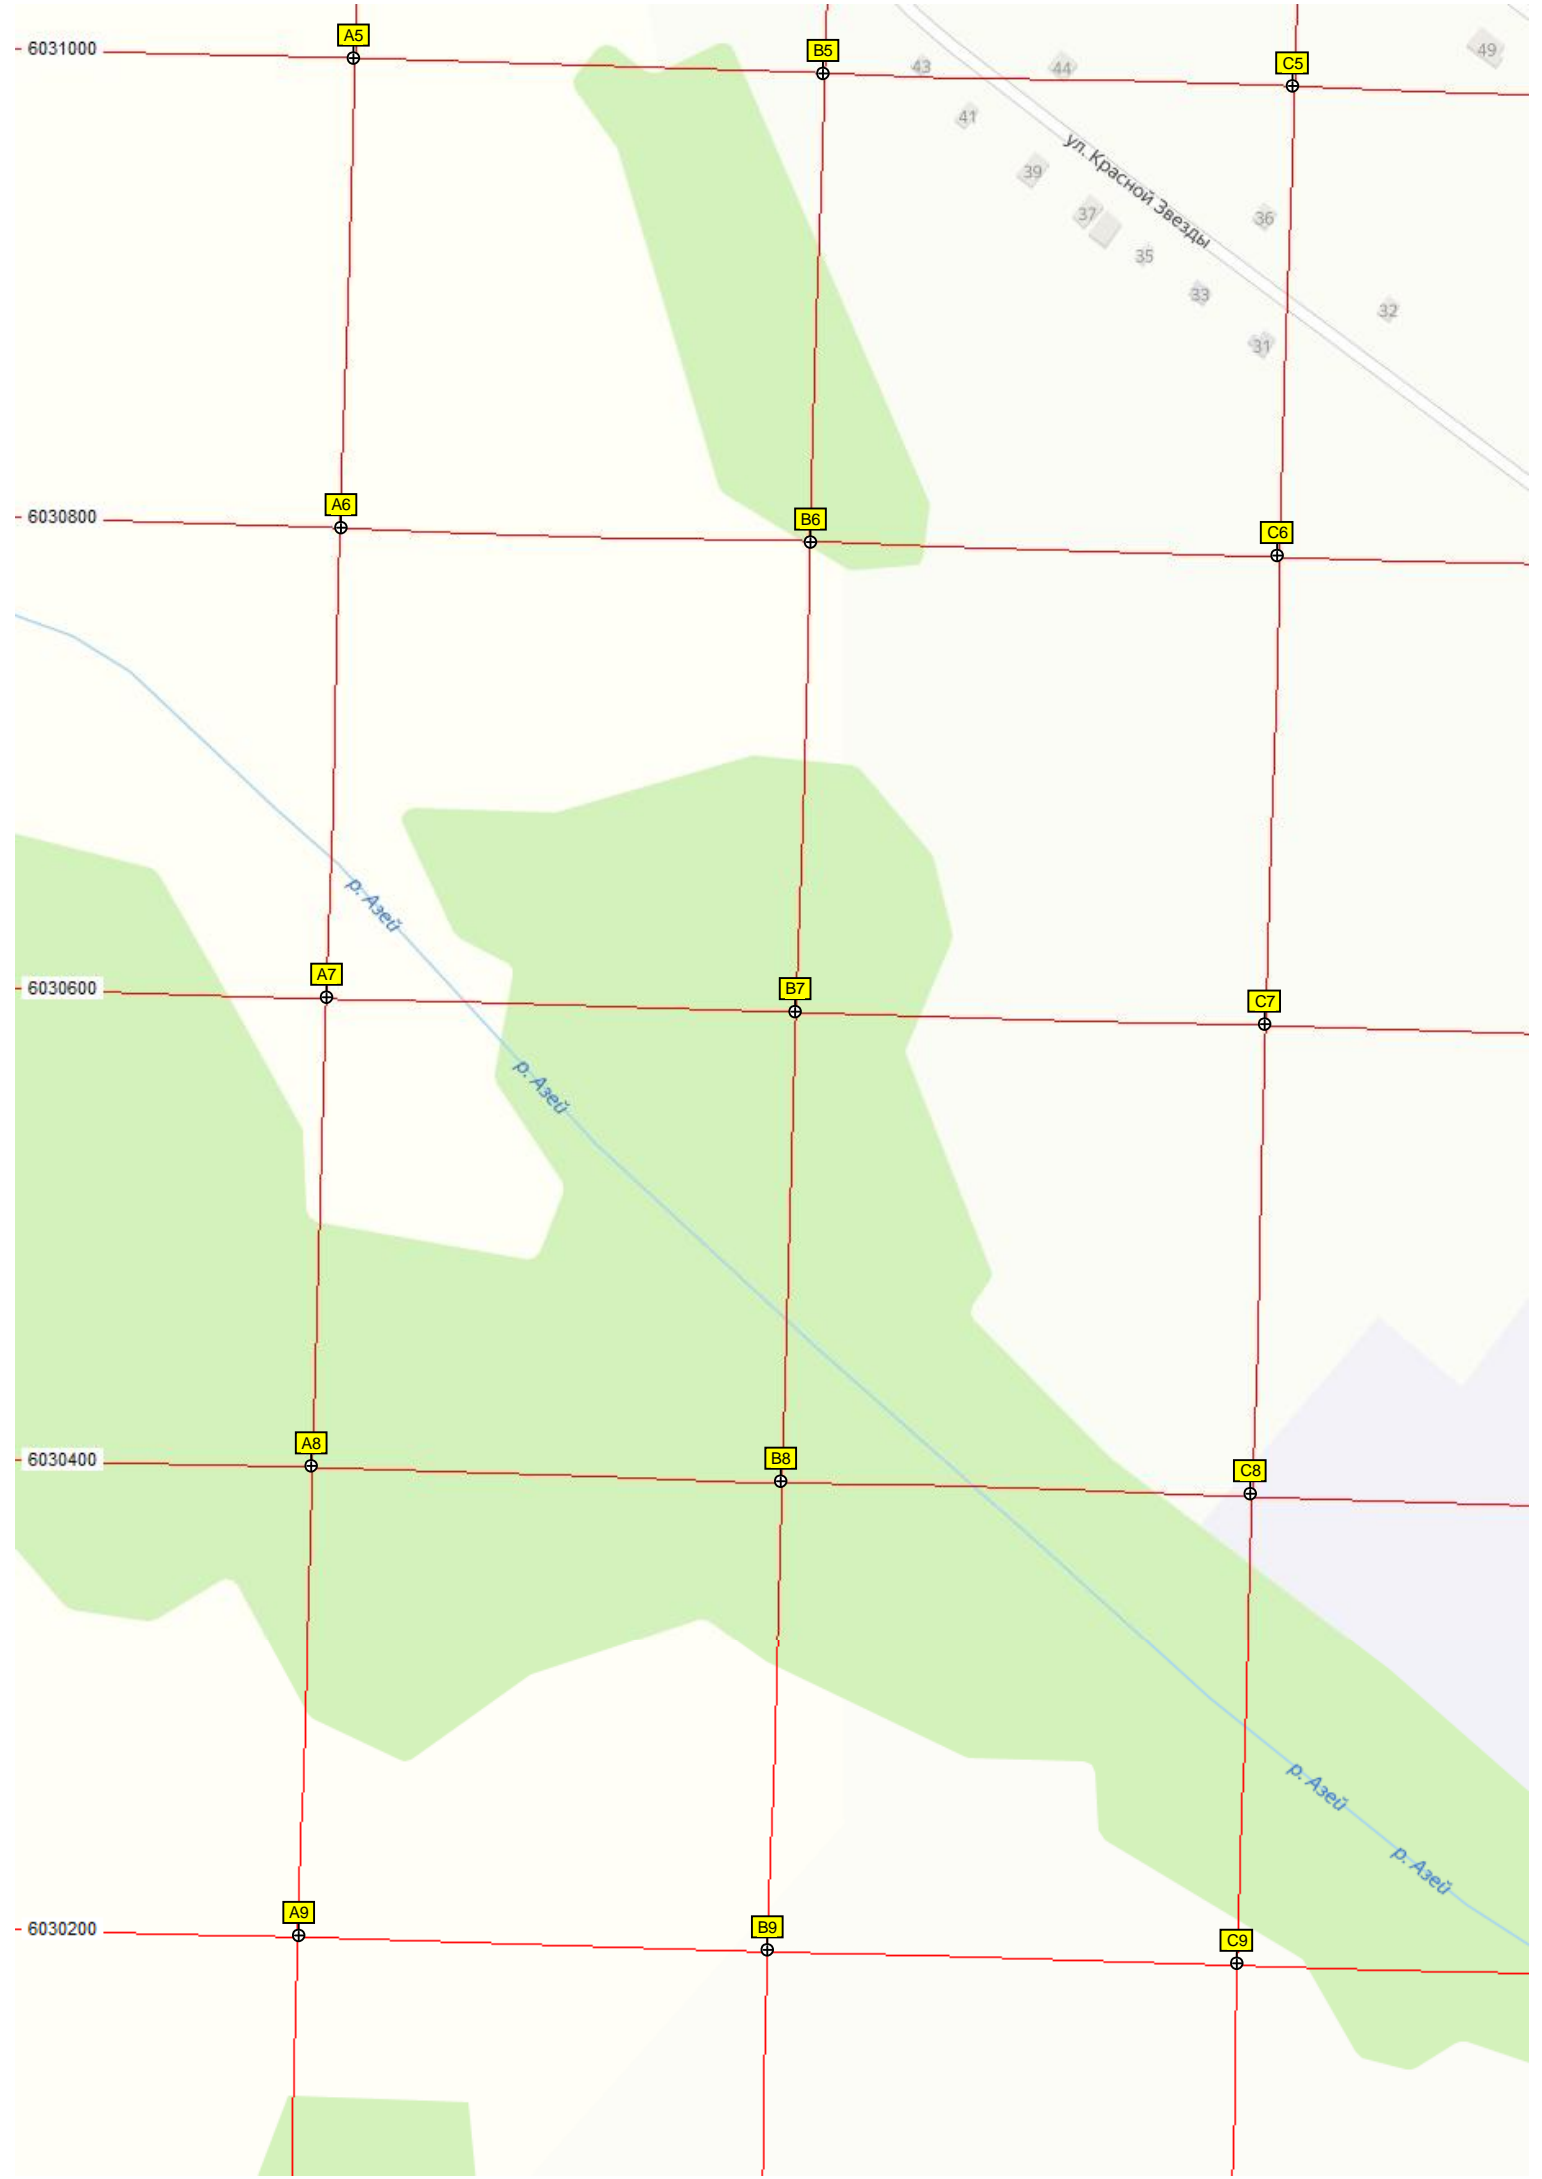 A5
6031000
B5
49
43
44
C5
41
ул. Красной Звезды
39
37
36
35
33
32
31
A6
6030800
B6
C6
р. Азей
A7
6030600
B7
C7
р. Азей
A8
B8
6030400
C8
р. Азей
р. Азей
A9
6030200
B9
C9